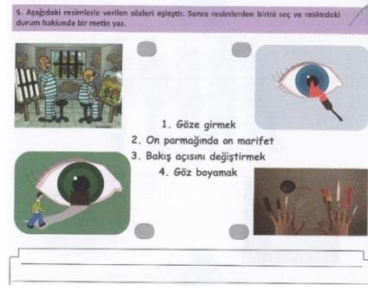 5. Aşağıdaki resimlerle verilen sözleri eşleştir. Sonra resimlerden birini seç ve resimdeki
durum hakkında bir metin yaz.
1. Göze girmek
2. On parmağında on marifet
3. Bakış açısını değiştirmek
4. Göz boyamak